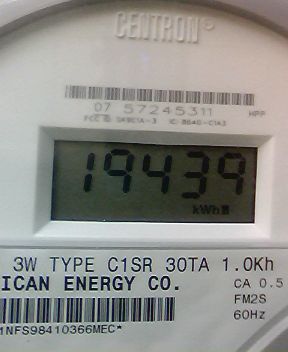 CENTRON®
07 57245311 HPP
19439
kWh
3W TYPE C1SR 30TA 1.0Kh
ICAN ENERGY CO. CA 0.5
FM2S
60Hz
1NFS98410366MEC*